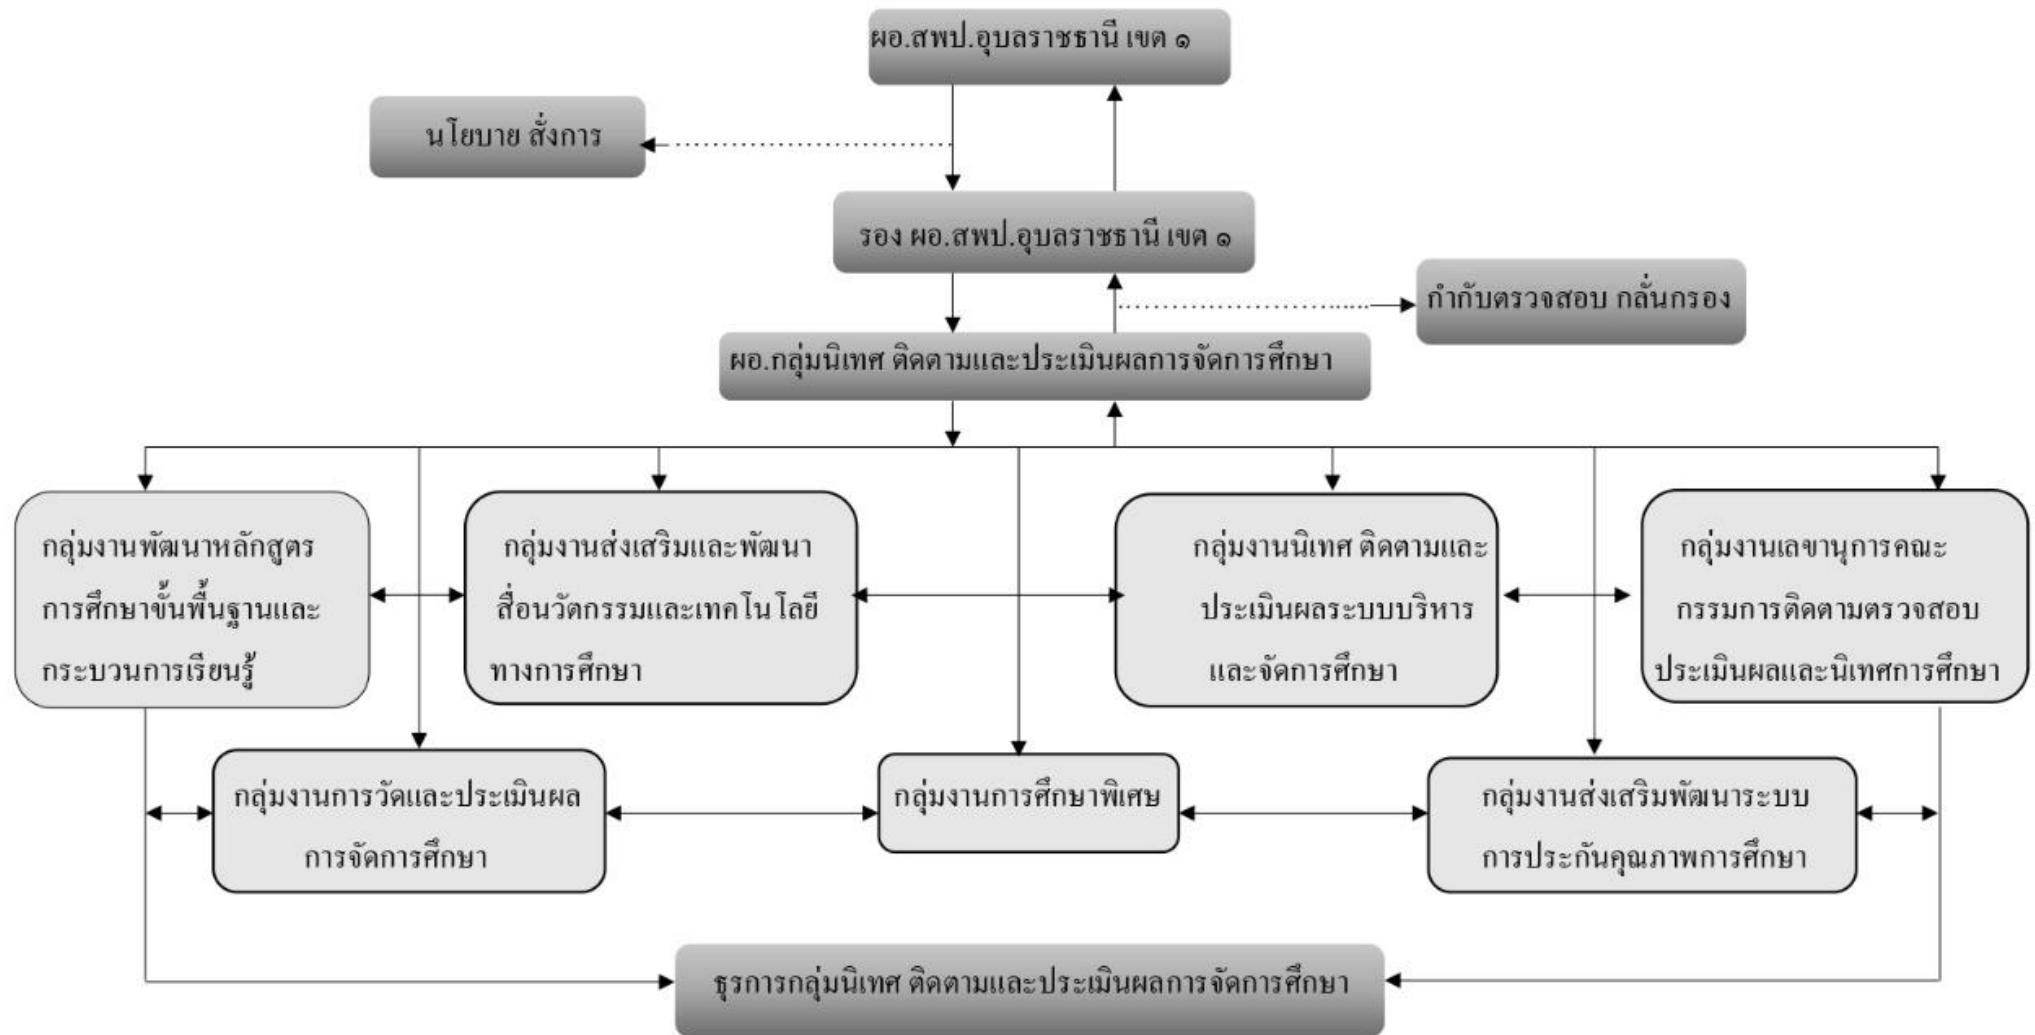 ผอ.สพป.อุบลราชธานี เขต ๑
นโยบาย สั่งการ
รอง ผอ.สพป.อุบลราชธานี เขต ๑
กำกับตรวจสอบ กลั่นกรอง
ผอ.กลุ่มนิเทศ ติดตามและประเมินผลการจัดการศึกษา
กลุ่มงานพัฒนาหลักสูตร
การศึกษาขั้นพื้นฐานและ
กระบวนการเรียนรู้
กลุ่มงานส่งเสริมและพัฒนา
สื่อนวัตกรรมและเทคโนโลยี
ทางการศึกษา
กลุ่มงานนิเทศ ติดตามและ
ประเมินผลระบบบริหาร
และจัดการศึกษา
กลุ่มงานเลขานุการคณะ
กรรมการติดตามตรวจสอบ
ประเมินผลและนิเทศการศึกษา
กลุ่มงานการวัดและประเมินผล
การจัดการศึกษา
กลุ่มงานการศึกษาพิเศษ
กลุ่มงานส่งเสริมพัฒนาระบบ
การประกันคุณภาพการศึกษา
ธุรการกลุ่มนิเทศ ติดตามและประเมินผลการจัดการศึกษา